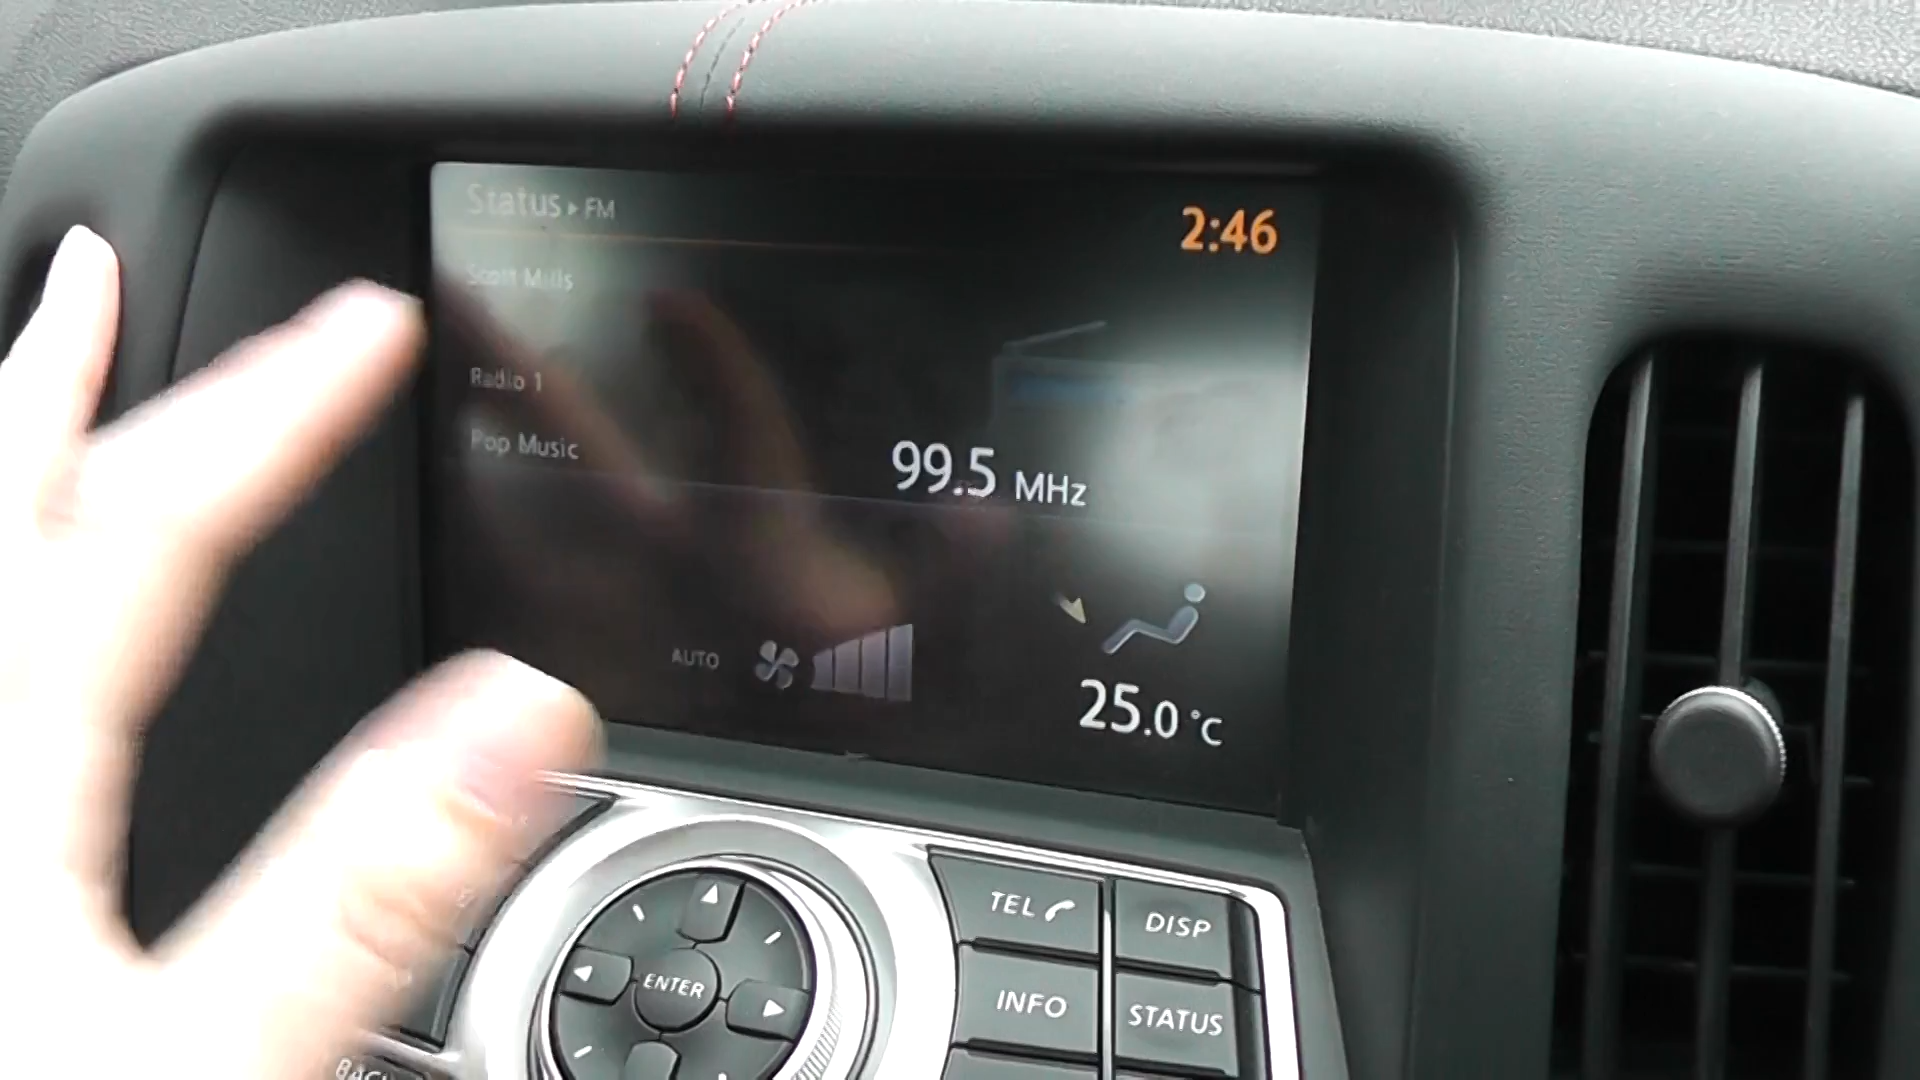 Status ▸ FM
2:46
Scott Mills
Radio 1
Pop Music
99.5 MHz
AUTO
25.0 °C
TEL
DISP
ENTER
INFO
STATUS